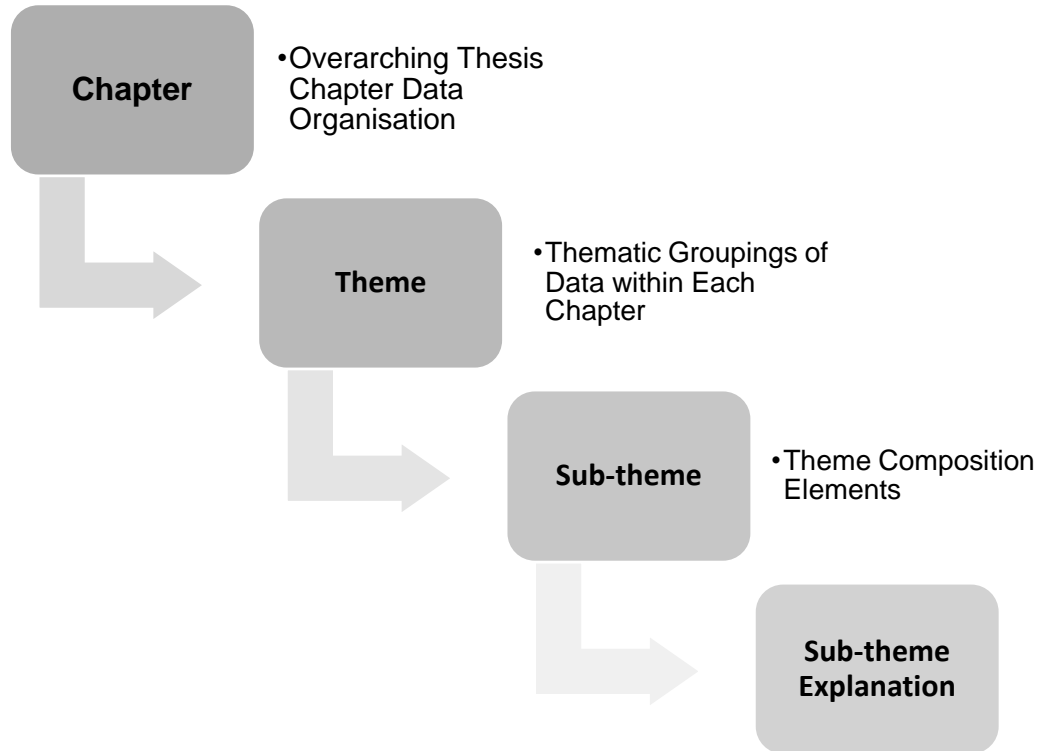 Chapter
•Overarching Thesis
Chapter Data
Organisation
Theme
•Thematic Groupings of
Data within Each
Chapter
Sub-theme
•Theme Composition
Elements
Sub-theme
Explanation